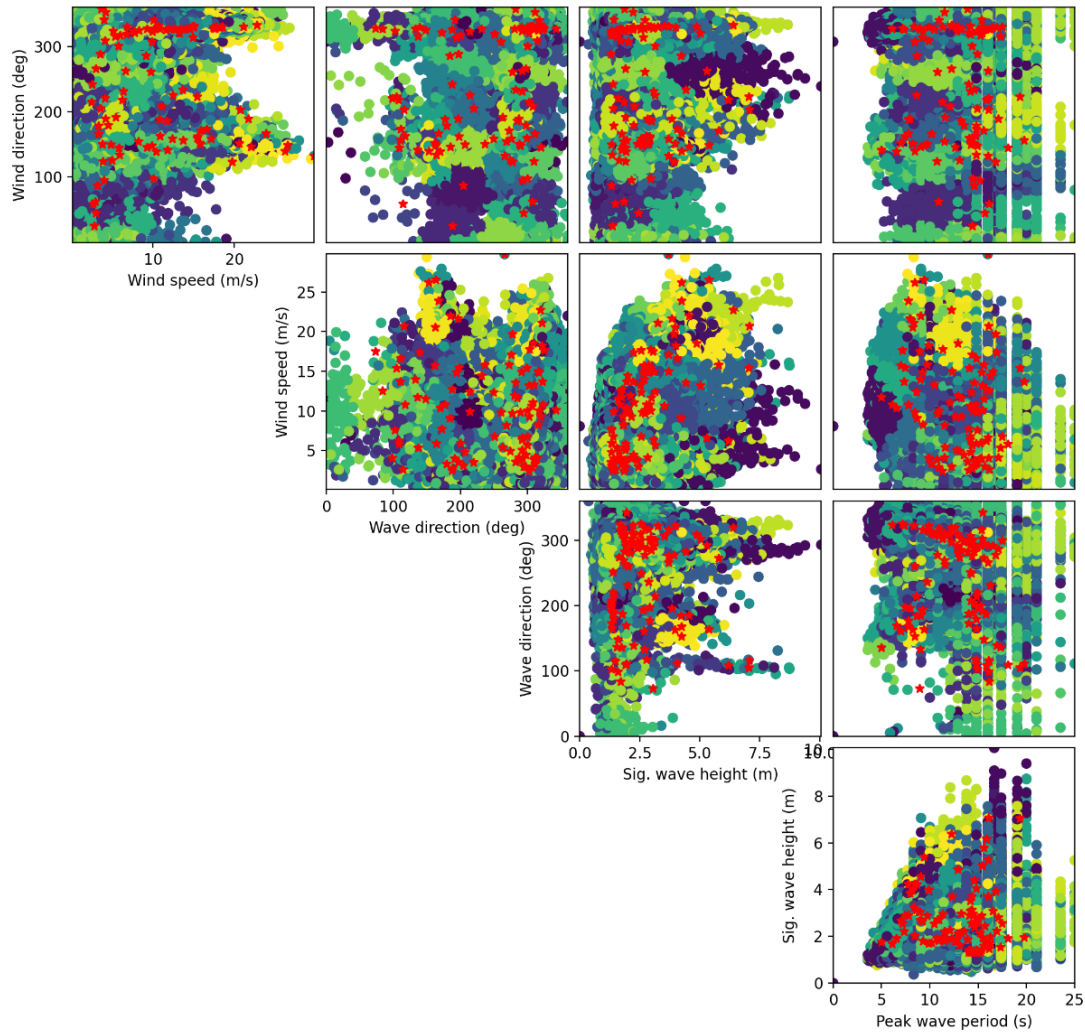 300
200
100
Wind direction (deg)
10 20
Wind speed (m/s)
25
20
15
10
5
Wind speed (m/s)
0 100 200 300
Wave direction (deg)
300
200
100
0
Wave direction (deg)
0.0 2.5 5.0 7.5 10.0
Sig. wave height (m)
8
6
4
2
0
Sig. wave height (m)
0 5 10 15 20 25
Peak wave period (s)